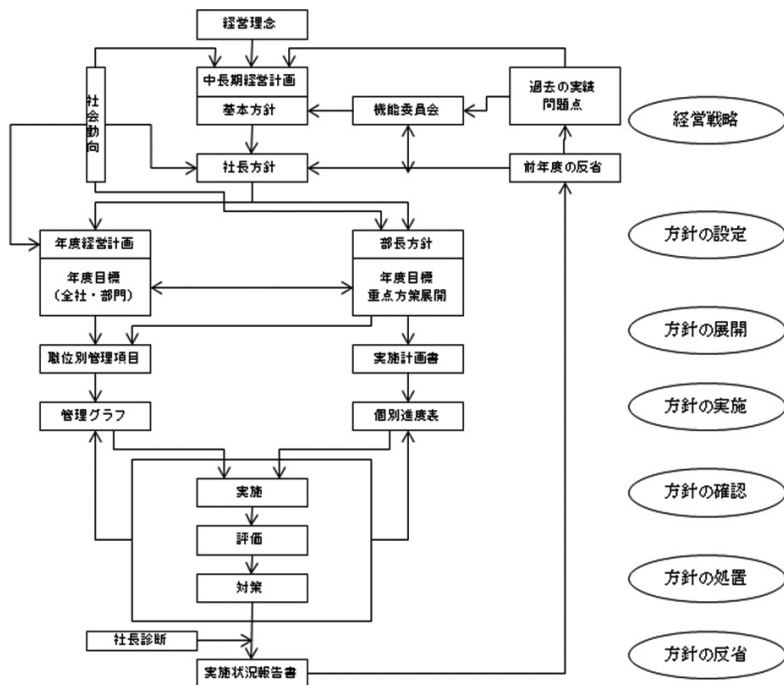 経営理念
中長期経営計画
基本方針
機能委員会
過去の実績
問題点
経営戦略
社会動向
社長方針
前年度の反省
年度経営計画
部長方針
方針の設定
年度目標
（全社・部門）
年度目標
重点方策展開
方針の展開
職位別管理項目
実施計画書
管理グラフ
個別進度表
方針の実施
実施
方針の確認
評価
対策
方針の処置
社長診断
実施状況報告書
方針の反省